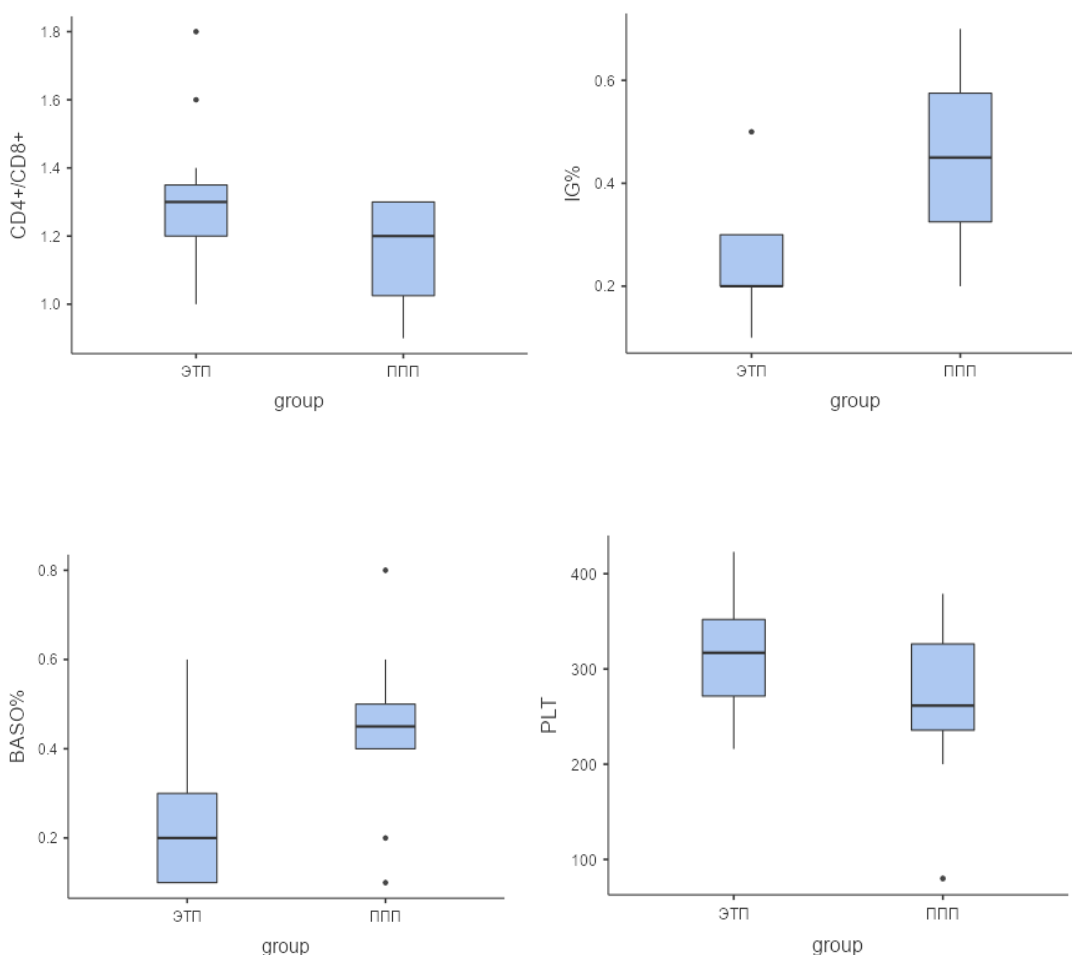 1.8
1.6
1.4
1.2
1.0
CD4+/CD8+
ЭТП ППП
group
0.6
0.4
0.2
IG%
ЭТП ППП
group
0.8
0.6
0.4
0.2
BASO%
ЭТП ППП
group
400
300
200
100
PLT
ЭТП ППП
group